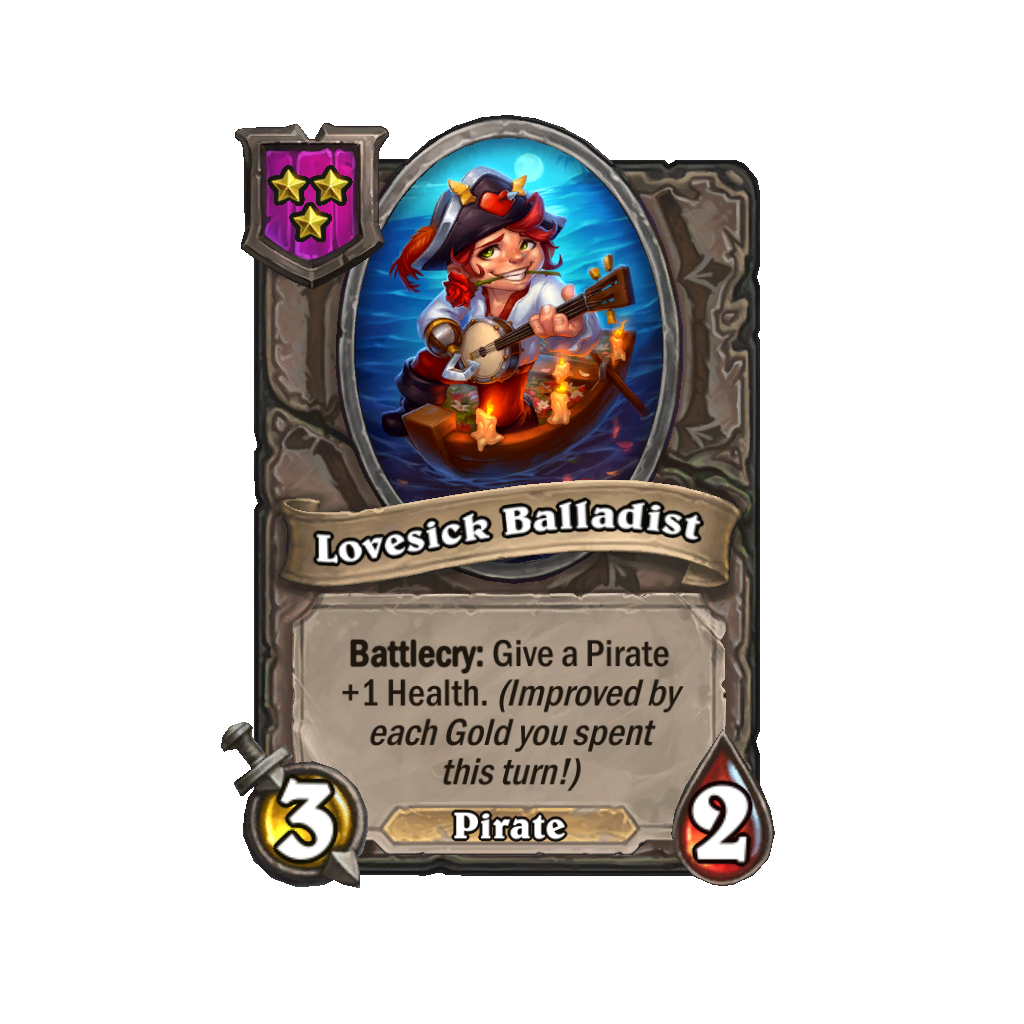 Lovesick Balladist
Battlecry: Give a Pirate
+1 Health. (Improved by
each Gold you spent
this turn!)
3
Pirate
2